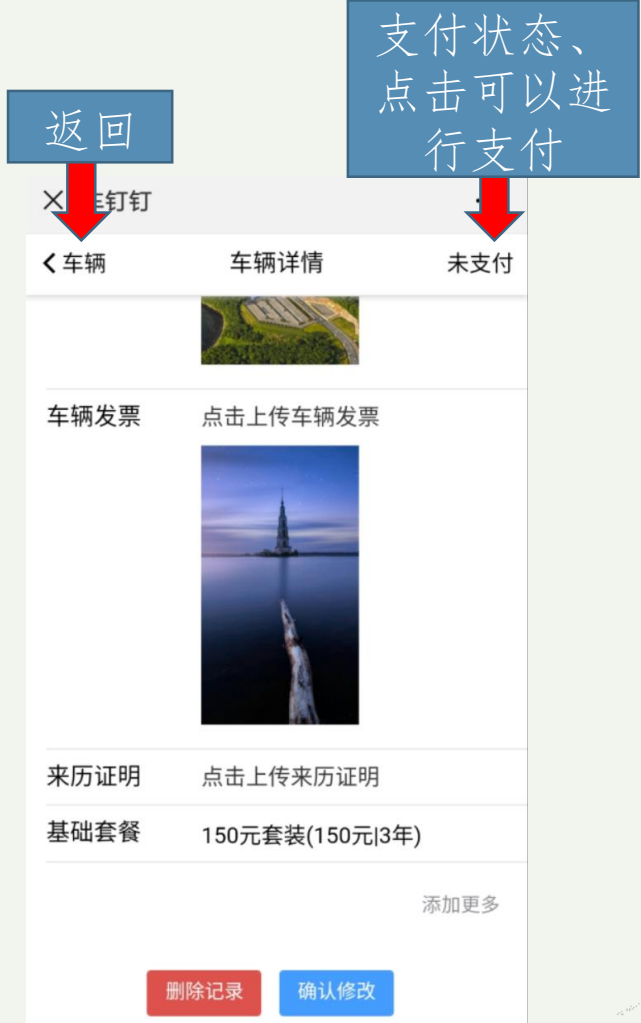 支付状态、
点击可以进
行支付
返回
钉钉
车辆
车辆详情
未支付
车辆发票
点击上传车辆发票
来历证明
点击上传来历证明
基础套餐
150元套装(150元|3年)
添加更多
删除记录
确认修改